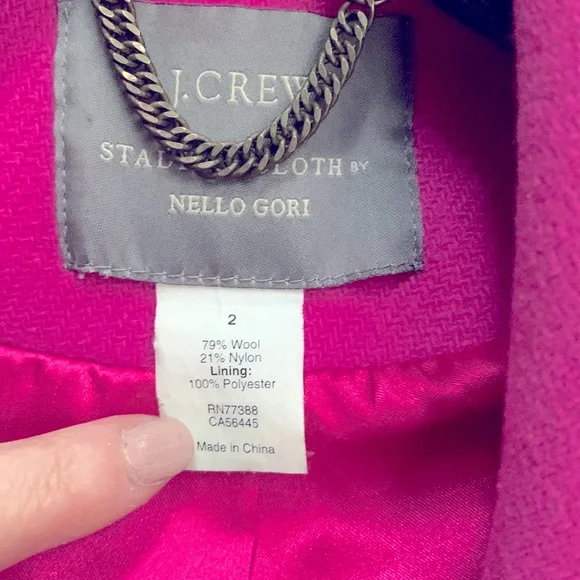 J.CREW
BY
NELLO GORI
2
79% Wool
21% Nylon
Lining:
100% Polyester
RN77388
CA56445
Made in China